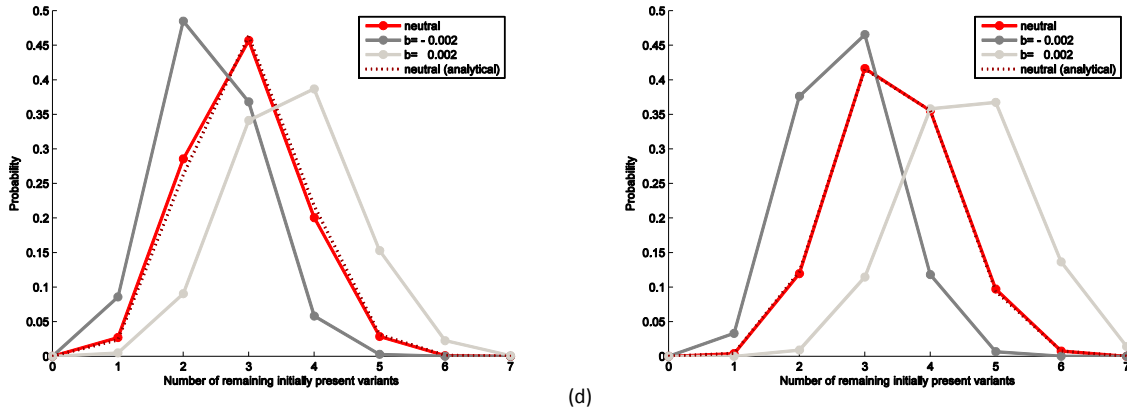 0.5
0.45
0.4
0.35
0.3
0.25
0.2
0.15
0.1
0.05
0
Probability
0 1 2 3 4 5 6 7
Number of remaining initially present variants
neutral
b= - 0.002
b= 0.002
neutral (analytical)
(d)
0.5
0.45
0.4
0.35
0.3
0.25
0.2
0.15
0.1
0.05
0
Probability
0 1 2 3 4 5 6 7
Number of remaining initially present variants
neutral
b= - 0.002
b= 0.002
neutral (analytical)